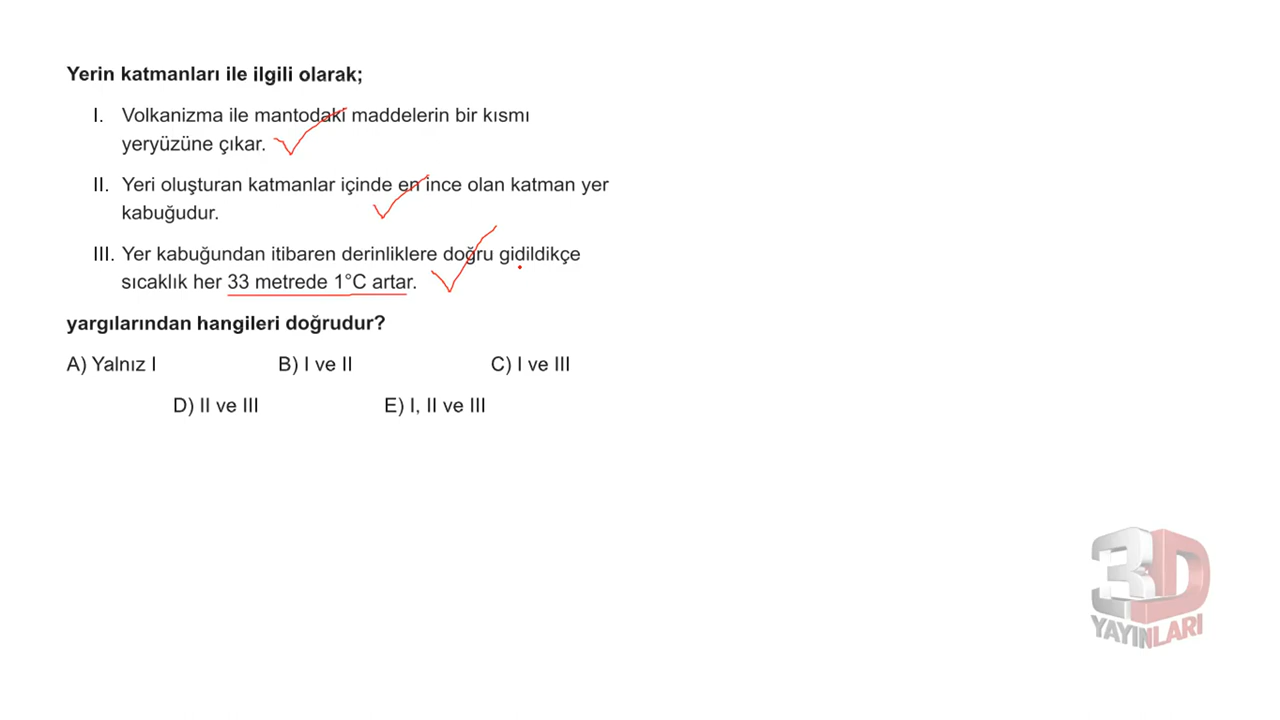 Yerin katmanları ile ilgili olarak;
I. Volkanizma ile mantodaki maddelerin bir kısmı
yeryüzüne çıkar.
II. Yeri oluşturan katmanlar içinde en ince olan katman yer
kabuğudur.
III. Yer kabuğundan itibaren derinliklere doğru gidildikçe
sıcaklık her 33 metrede 1°C artar.
yargılarından hangileri doğrudur?
A) Yalnız I B) I ve II C) I ve III
D) II ve III E) I, II ve III
3D
YAYINLARI